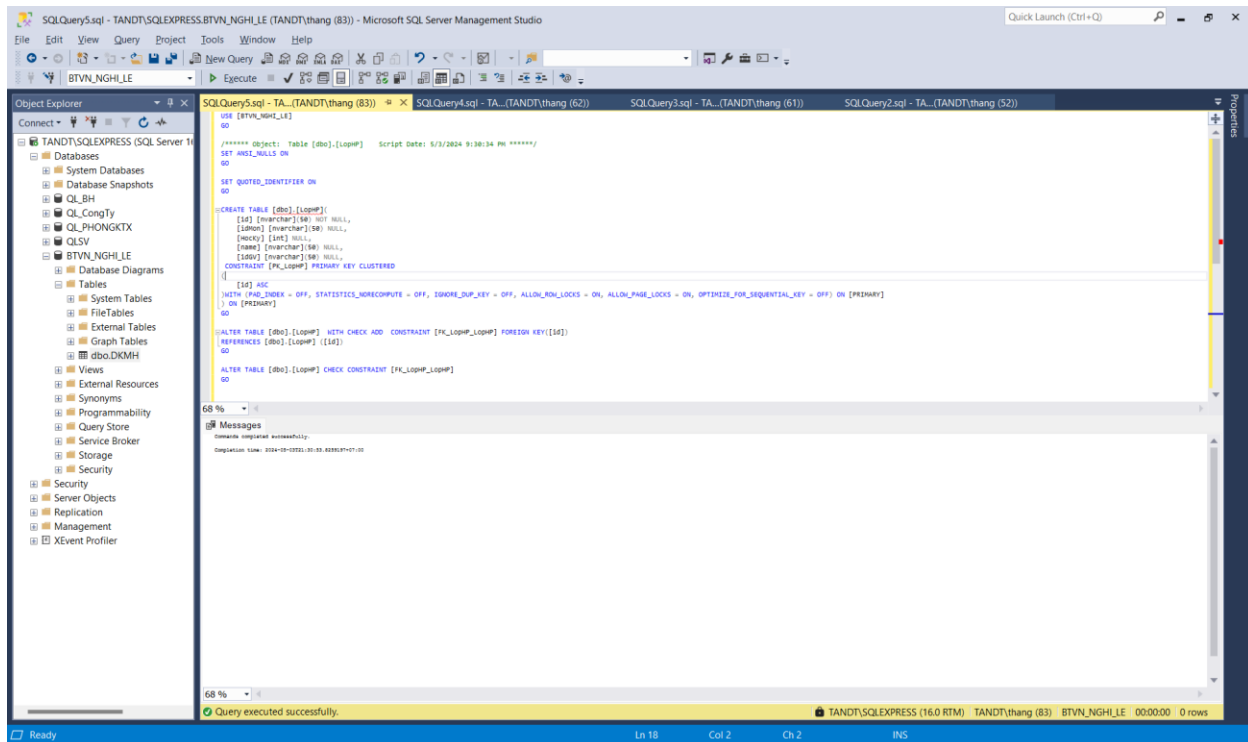 SQLQuery5.sql - TANDT\SQLEXPRESS.BTVN_NGHI_LE (TANDT\thang (83)) - Microsoft SQL Server Management Studio
Quick Launch (Ctrl+Q)
File Edit View Query Project Tools Window Help
New Query
BTVN_NGHI_LE
Execute
Object Explorer
SQLQuery5.sql - TA...(TANDT\thang (83)) SQLQuery4.sql - TA...(TANDT\thang (62)) SQLQuery3.sql - TA...(TANDT\thang (61)) SQLQuery2.sql - TA...(TANDT\thang (52))
Properties
Connect
TANDT\SQLEXPRESS (SQL Server 16
Databases
System Databases
Database Snapshots
QL_BH
QL_CongTy
QL_PHONGKTX
QLSV
BTVN_NGHI_LE
Database Diagrams
Tables
System Tables
FileTables
External Tables
Graph Tables
dbo.DKMH
Views
External Resources
Synonyms
Programmability
Query Store
Service Broker
Storage
Security
Security
Server Objects
Replication
Management
XEvent Profiler
USE [BTVN_NGHI_LE]
GO
/****** Object: Table [dbo].[LopHP] Script Date: 5/3/2024 9:30:34 PM ******/
SET ANSI_NULLS ON
GO
SET QUOTED_IDENTIFIER ON
GO
CREATE TABLE [dbo].[LopHP](
[id] [nvarchar](50) NOT NULL,
[idMon] [nvarchar](50) NULL,
[HocKy] [int] NULL,
[name] [nvarchar](50) NULL,
[idGV] [nvarchar](50) NULL,
CONSTRAINT [PK_LopHP] PRIMARY KEY CLUSTERED
(
[id] ASC
)WITH (PAD_INDEX = OFF, STATISTICS_NORECOMPUTE = OFF, IGNORE_DUP_KEY = OFF, ALLOW_ROW_LOCKS = ON, ALLOW_PAGE_LOCKS = ON, OPTIMIZE_FOR_SEQUENTIAL_KEY = OFF) ON [PRIMARY]
) ON [PRIMARY]
GO
ALTER TABLE [dbo].[LopHP] WITH CHECK ADD CONSTRAINT [FK_LopHP_LopHP] FOREIGN KEY([id])
REFERENCES [dbo].[LopHP] ([id])
GO
ALTER TABLE [dbo].[LopHP] CHECK CONSTRAINT [FK_LopHP_LopHP]
GO
68 %
Messages
Commands completed successfully.
Completion time:
68 %
Query executed successfully.
TANDT\SQLEXPRESS (16.0 RTM) TANDT\thang (83) BTVN_NGHI_LE 00:00:00 0 rows
Ready Ln 18 Col 2 Ch 2 INS